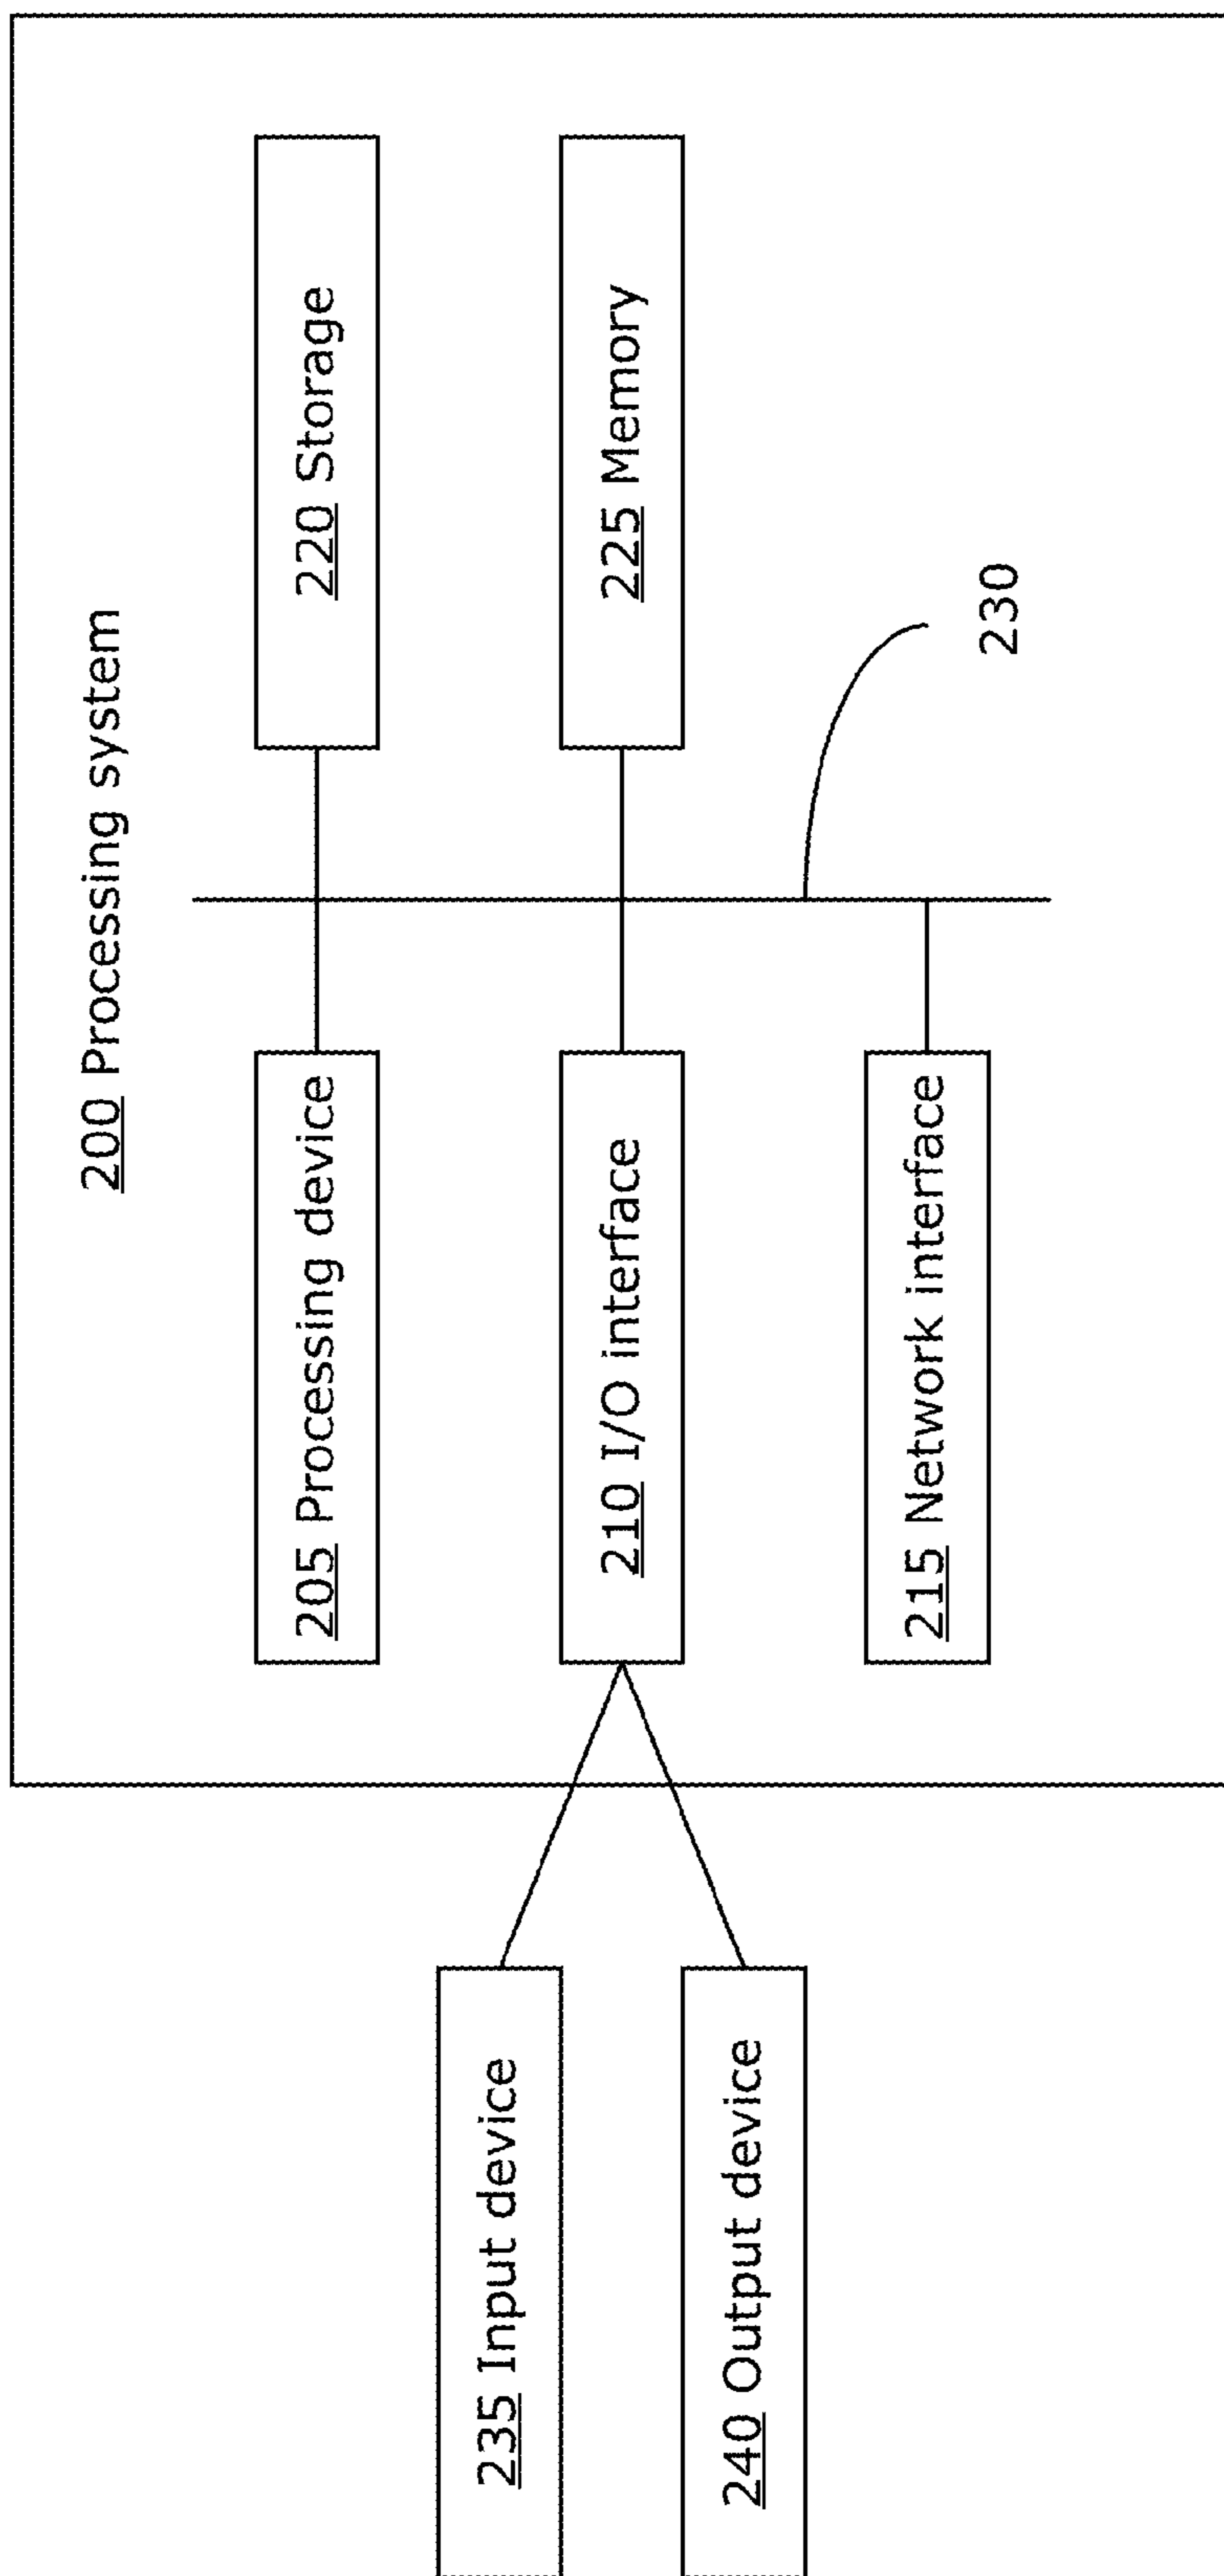 200 Processing system
205 Processing device
220 Storage
235 Input device
210 I/O interface
225 Memory
240 Output device
215 Network interface
230